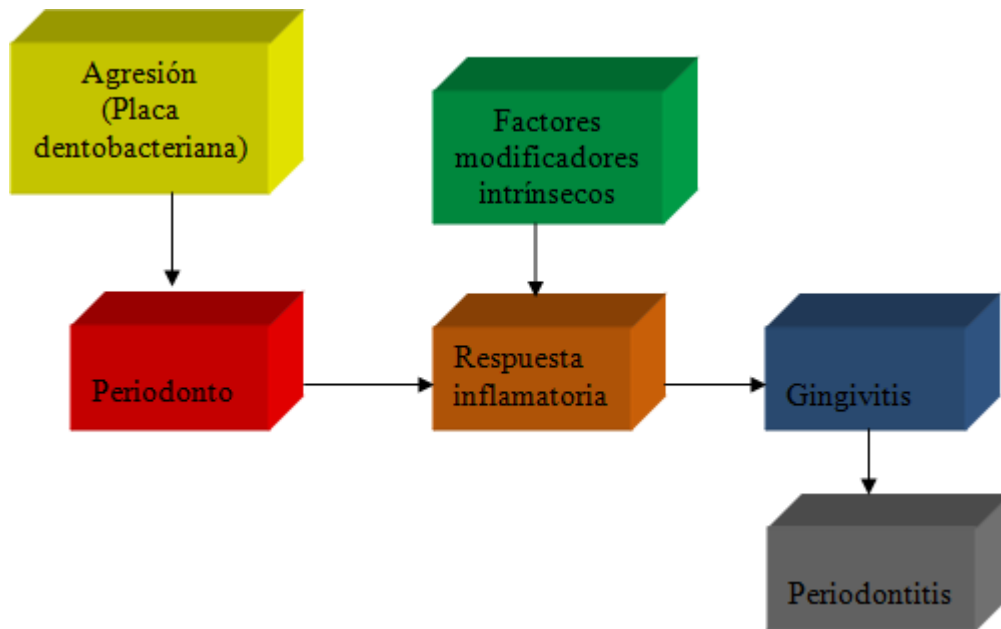 Agresión
(Placa
dentobacteriana)
Factores
modificadores
intrínsecos
Periodonto
Respuesta
inflamatoria
Gingivitis
Periodontitis